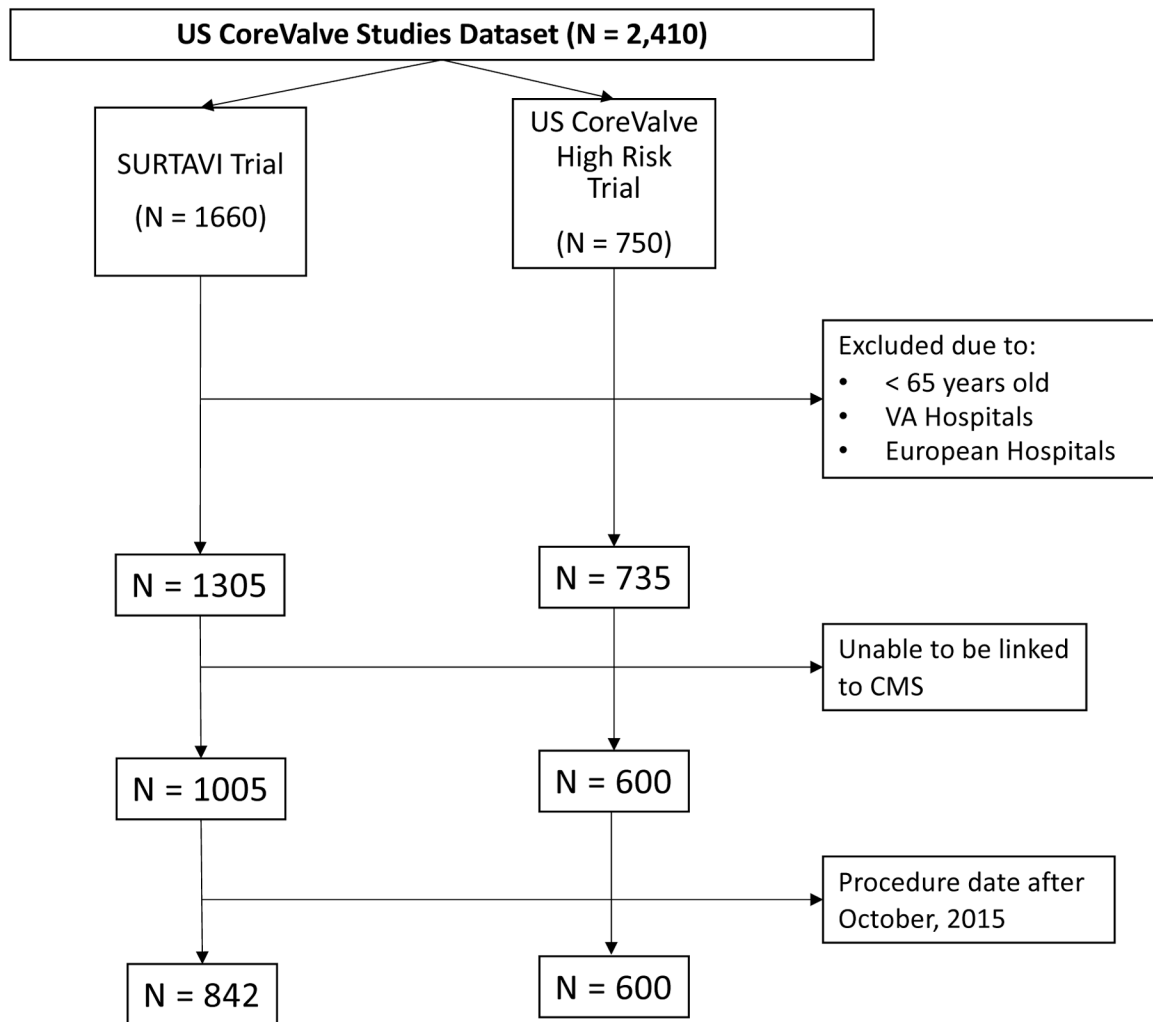 US CoreValve Studies Dataset (N = 2,410)
SURTAVI Trial
(N = 1660)
US CoreValve
High Risk
Trial
(N = 750)
Excluded due to:
• < 65 years old
• VA Hospitals
• European Hospitals
N = 1305
N = 735
Unable to be linked
to CMS
N = 1005
N = 600
Procedure date after
October, 2015
N = 842
N = 600